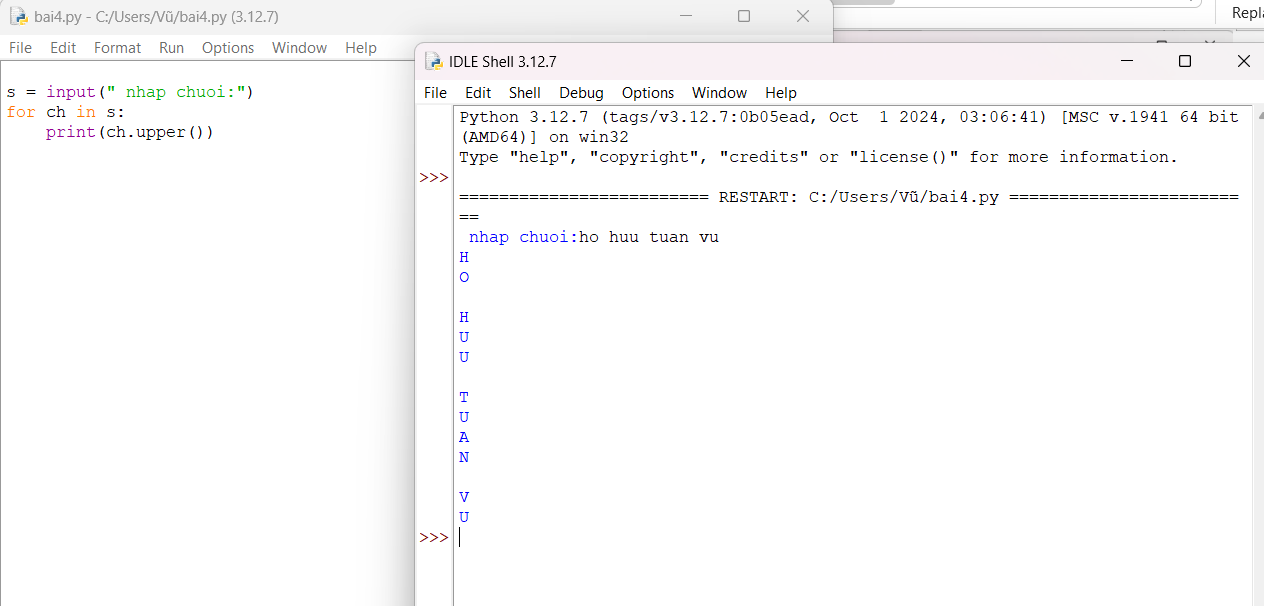 bai4.py - C:/Users/Vũ/bai4.py (3.12.7)
File Edit Format Run Options Window Help
s = input(" nhap chuoi:")
for ch in s:
    print(ch.upper())
Repl
IDLE Shell 3.12.7
File Edit Shell Debug Options Window Help
Python 3.12.7 (tags/v3.12.7:0b05ead, Oct  1 2024, 03:06:41) [MSC v.1941 64 bit
(AMD64)] on win32
Type "help", "copyright", "credits" or "license()" for more information.
>>>
========================= RESTART: C:/Users/Vũ/bai4.py =======================
==
 nhap chuoi:ho huu tuan vu
H
O
H
U
U
T
U
A
N
V
U
>>>